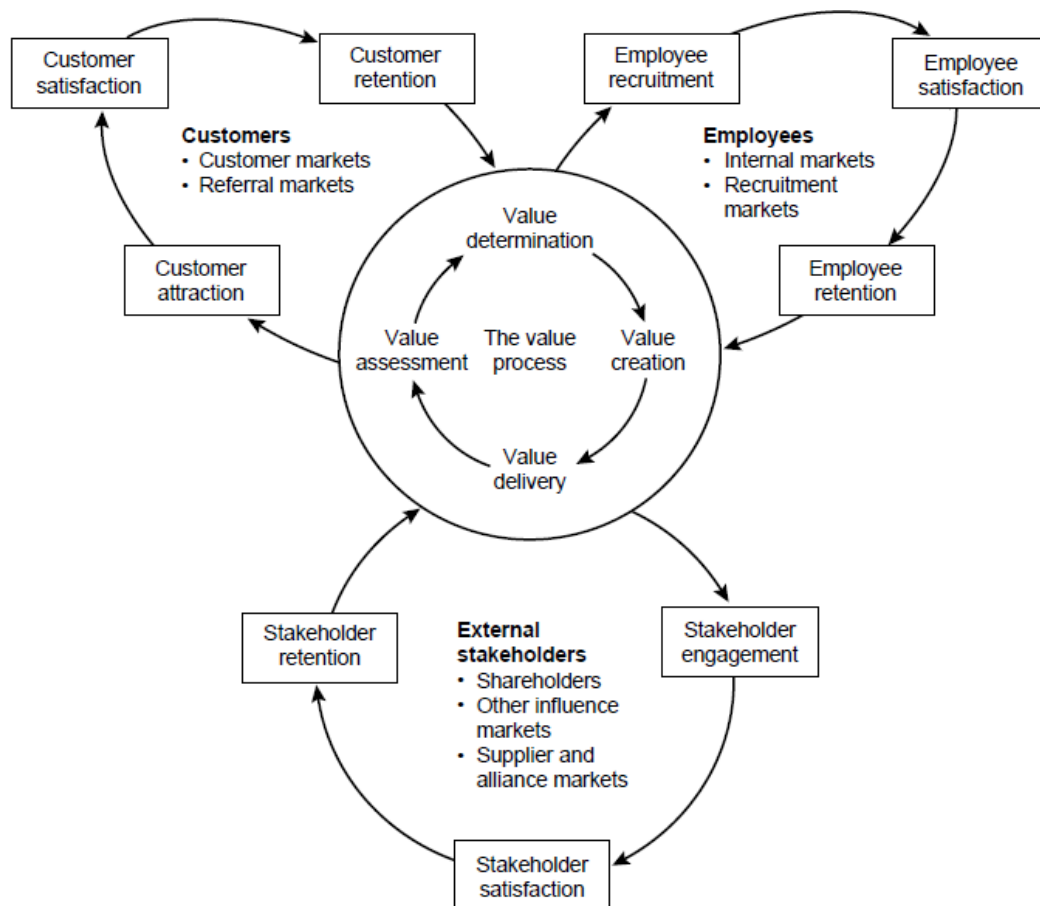 Customer
satisfaction
Customer
retention
Employee
recruitment
Employee
satisfaction
Customers
• Customer markets
• Referral markets
Employees
• Internal markets
• Recruitment
markets
Customer
attraction
Employee
retention
Value
determination
Value
assessment
The value
process
Value
creation
Value
delivery
Stakeholder
retention
External
stakeholders
• Shareholders
• Other influence
markets
• Supplier and
alliance markets
Stakeholder
engagement
Stakeholder
satisfaction